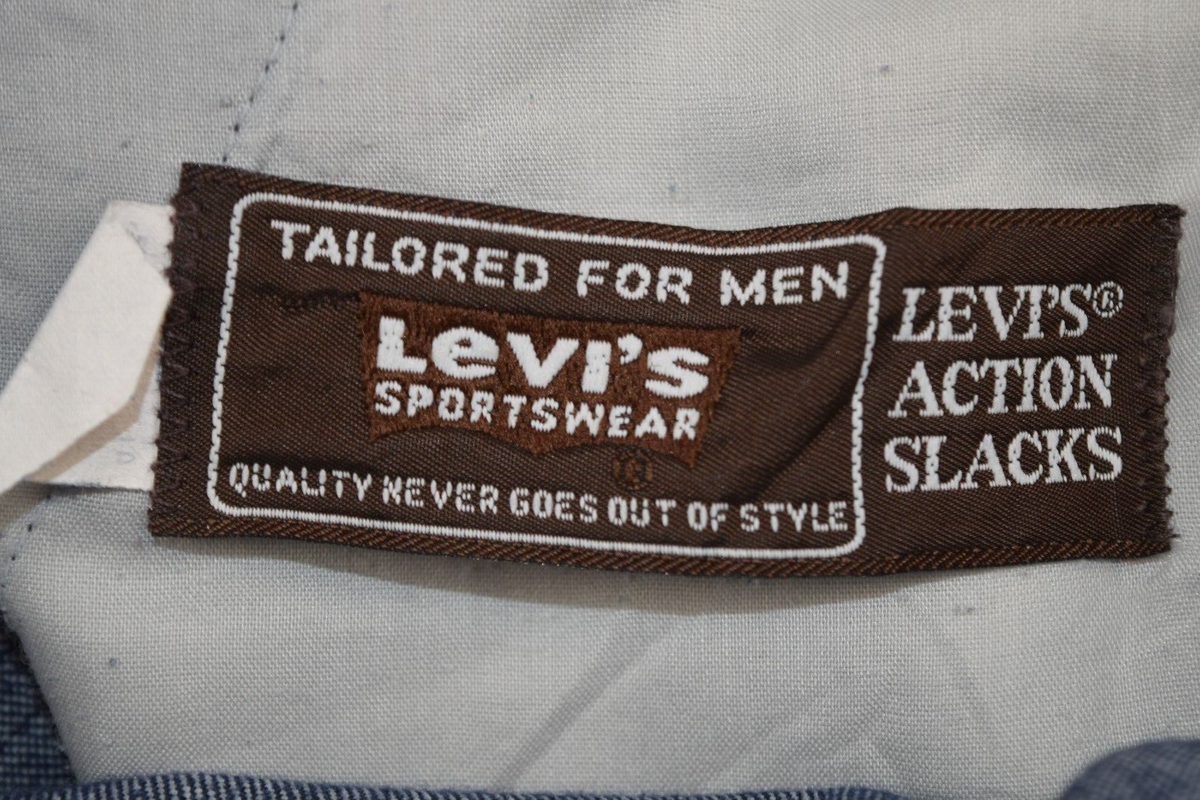 TAILORED FOR MEN
Levi's
SPORTSWEAR
®
QUALITY NEVER GOES OUT OF STYLE
LEVI'S®
ACTION
SLACKS